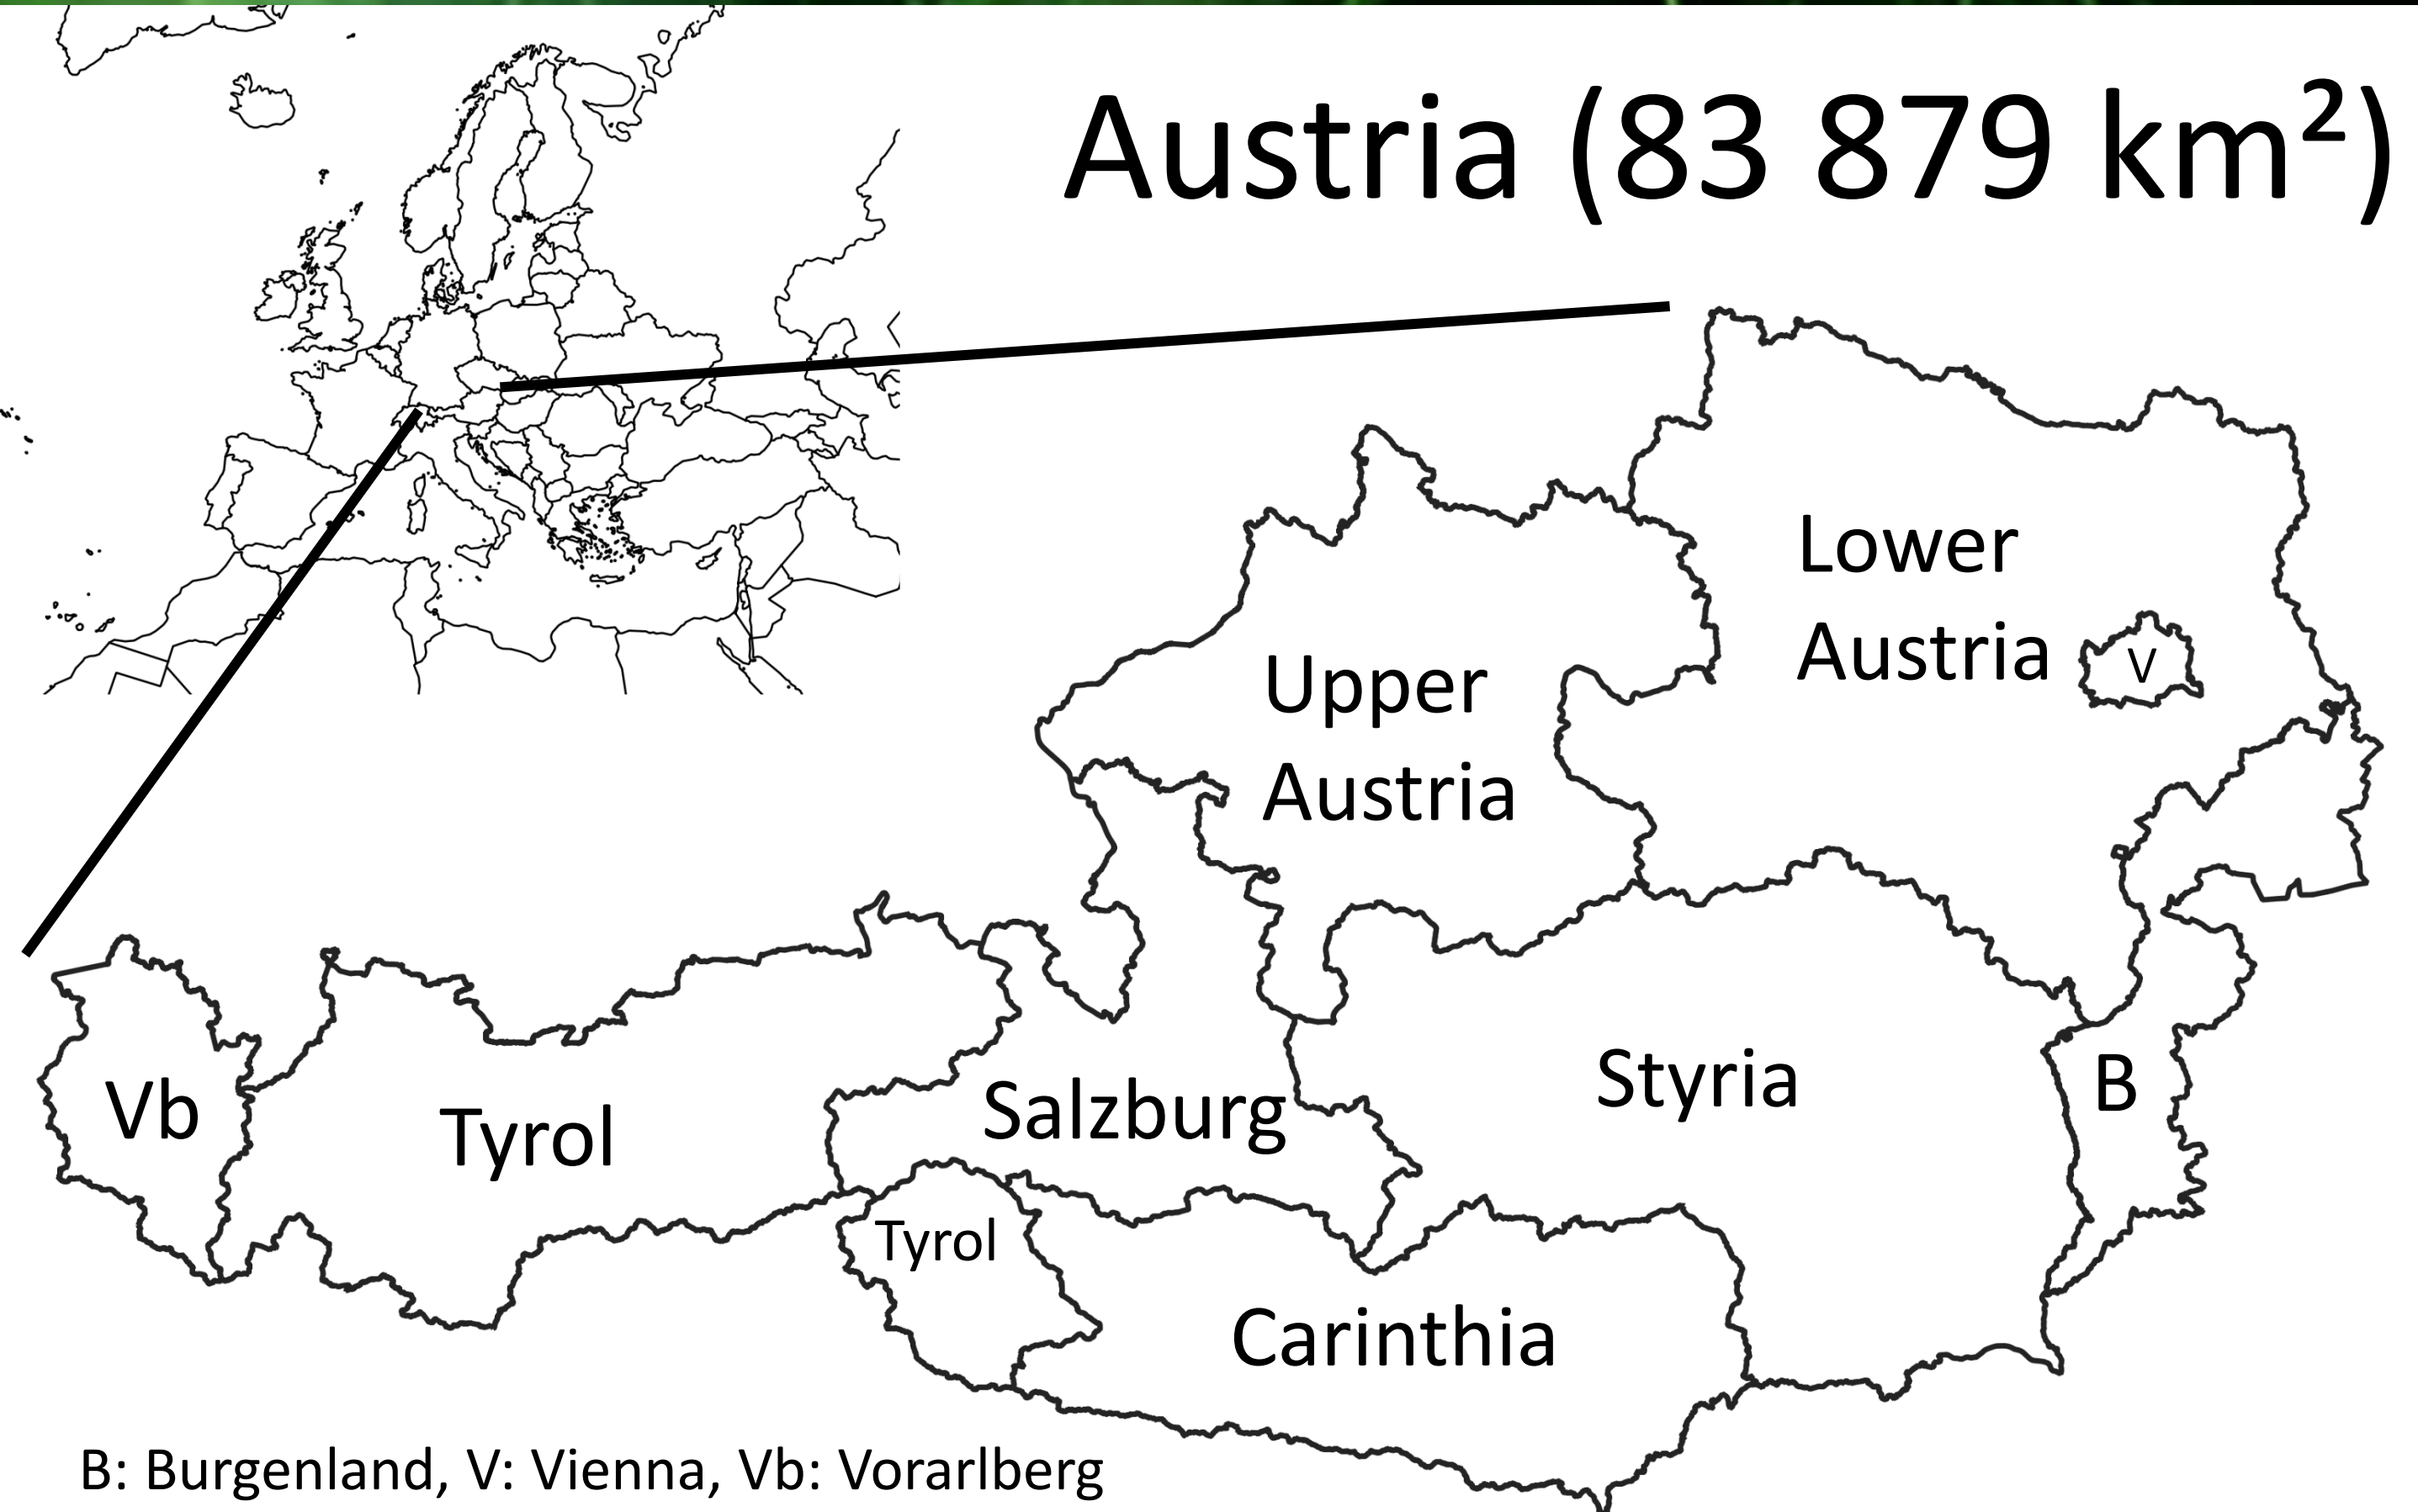 Austria (83 879 km²)
Lower
Austria
V
Upper
Austria
Vb
Tyrol
Salzburg
Styria
B
Tyrol
Carinthia
B: Burgenland, V: Vienna, Vb: Vorarlberg